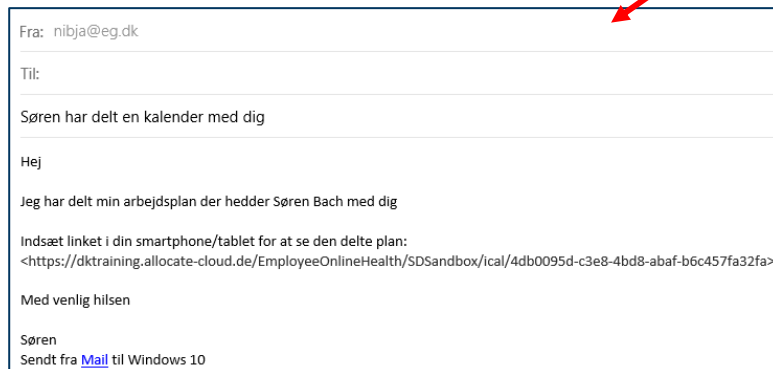 Fra: nibja@eg.dk
Til:
Søren har delt en kalender med dig
Hej
Jeg har delt min arbejdsplan der hedder Søren Bach med dig
Indsæt linket i din smartphone/tablet for at se den delte plan:
<https://dktraining.allocate-cloud.de/EmployeeOnlineHealth/SDSandbox/ical/4db0095d-c3e8-4bd8-abaf-b6c457fa32fa>
Med venlig hilsen
Søren
Sendt fra Mail til Windows 10